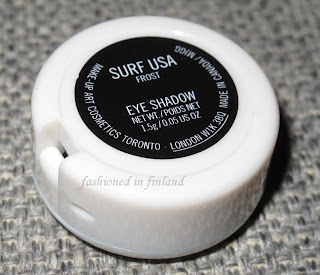 SURF USA
FROST
EYE SHADOW
NET WT/POIDS NET
1.5g/0.05 US OZ
MAKE-UP ART COSMETICS TORONTO · LONDON W1K 3BQ MADE IN CANADA/
fashioned in finland